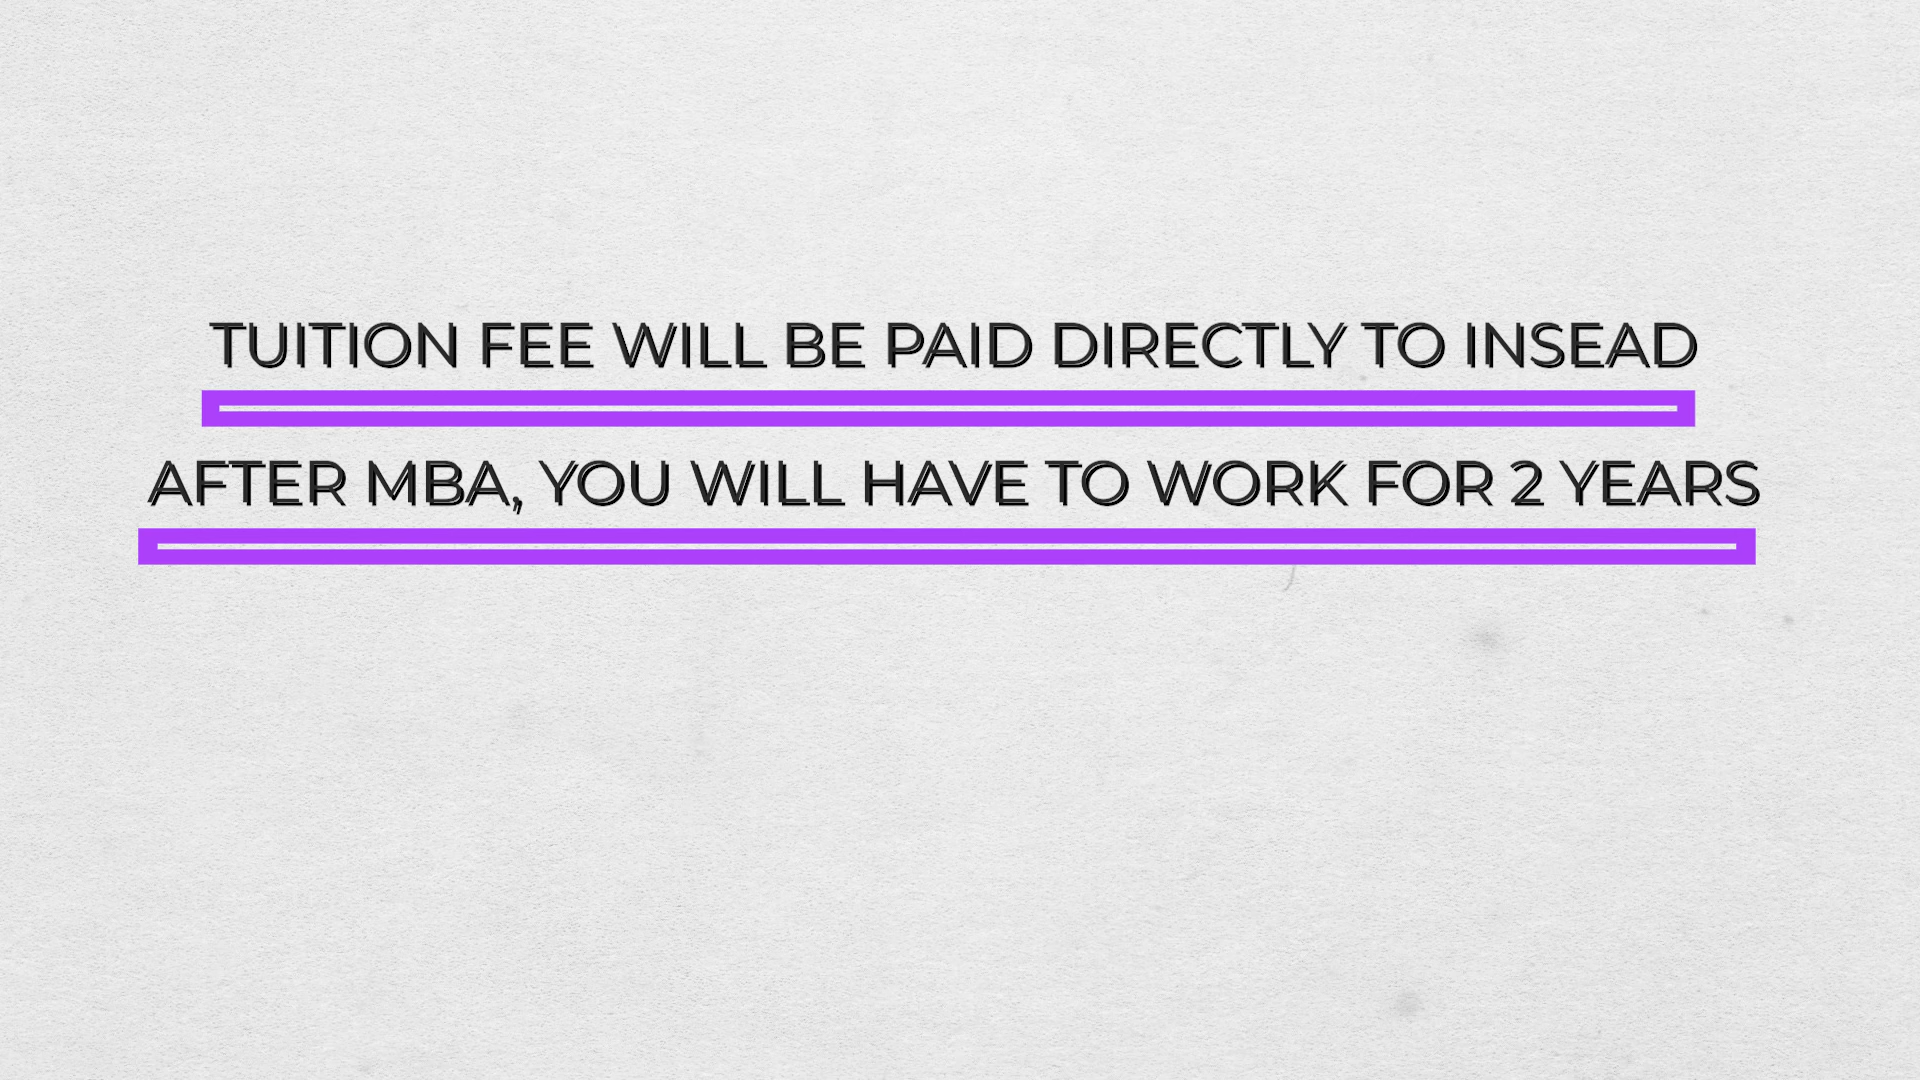 TUITION FEE WILL BE PAID DIRECTLY TO INSEAD
AFTER MBA, YOU WILL HAVE TO WORK FOR 2 YEARS